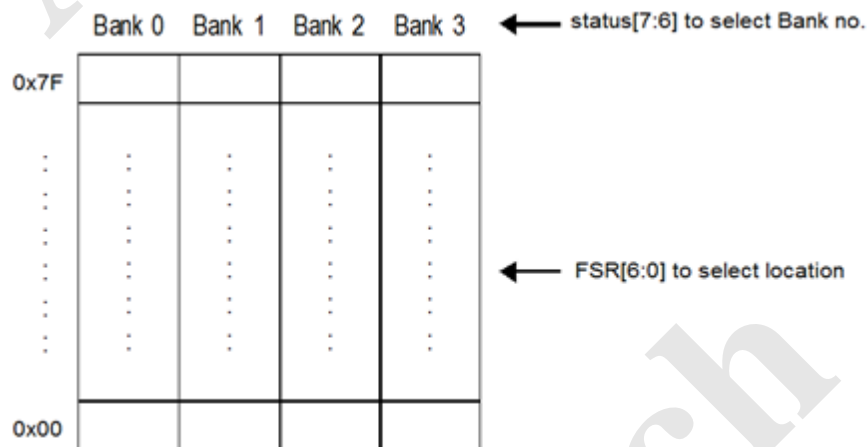 Bank 0 Bank 1 Bank 2 Bank 3 status[7:6] to select Bank no.
0x7F
FSR[6:0] to select location
0x00